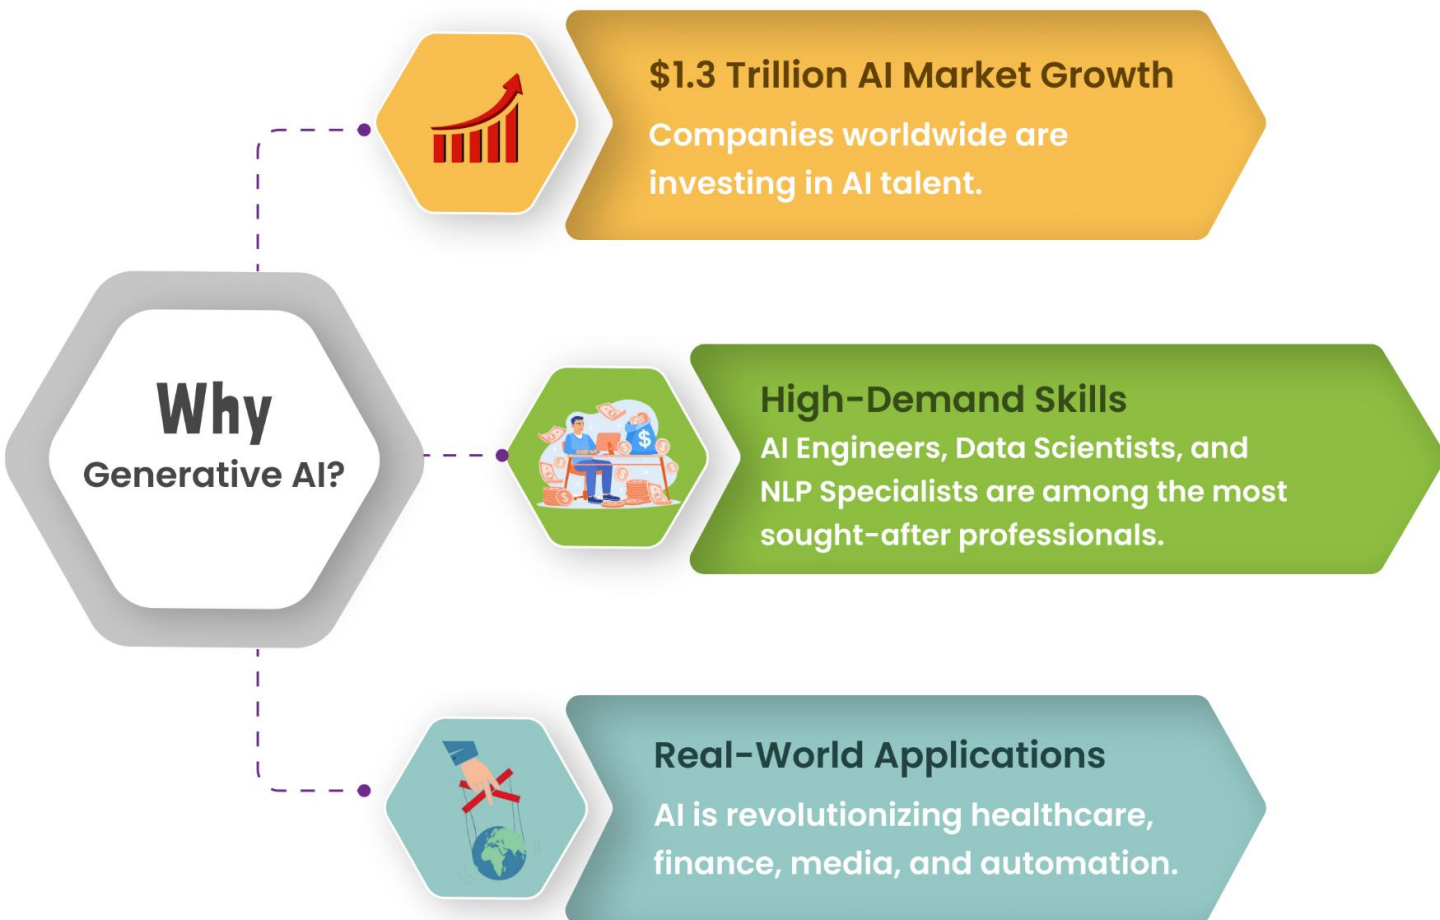 Why
Generative AI?
$1.3 Trillion AI Market Growth
Companies worldwide are
investing in AI talent.
High-Demand Skills
AI Engineers, Data Scientists, and
NLP Specialists are among the most
sought-after professionals.
Real-World Applications
AI is revolutionizing healthcare,
finance, media, and automation.